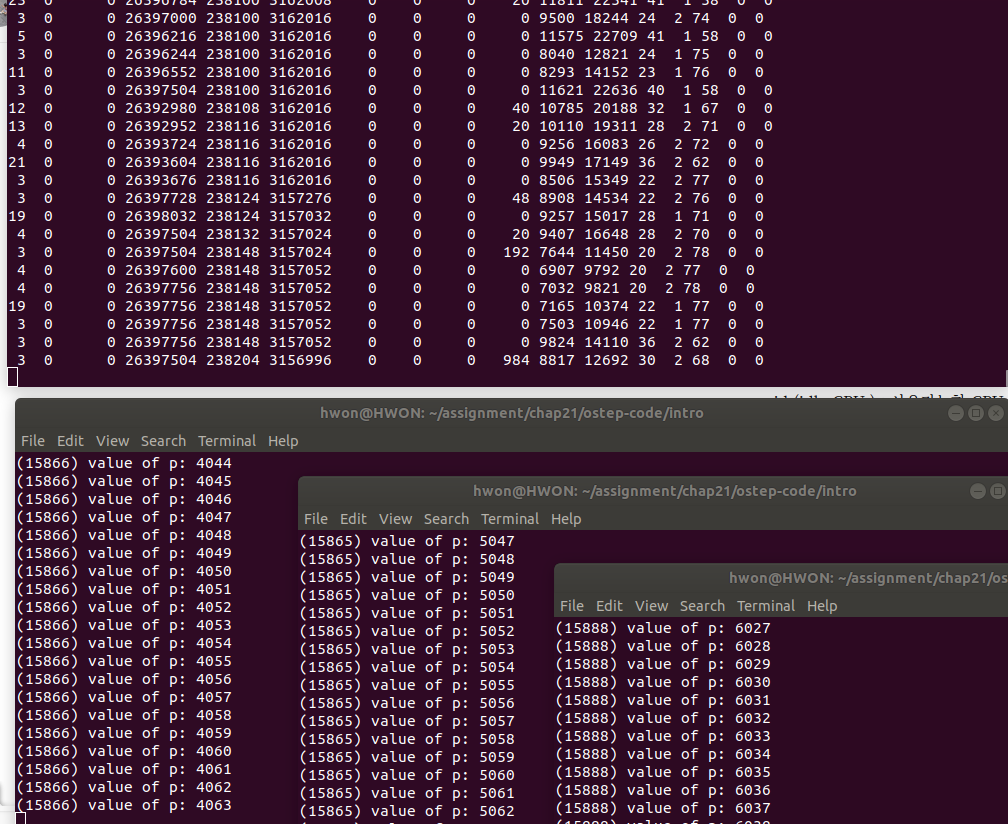 3 0 0 26397000 238100 3162016 0 0 0 9500 18244 24 2 74 0 0
5 0 0 26396216 238100 3162016 0 0 0 11575 22709 41 1 58 0 0
3 0 0 26396244 238100 3162016 0 0 0 8040 12821 24 1 75 0 0
11 0 0 26396552 238100 3162016 0 0 0 8293 14152 23 1 76 0 0
3 0 0 26397504 238100 3162016 0 0 0 11621 22636 40 1 58 0 0
12 0 0 26392980 238108 3162016 0 0 40 10785 20188 32 1 67 0 0
13 0 0 26392952 238116 3162016 0 0 20 10110 19311 28 2 71 0 0
4 0 0 26393724 238116 3162016 0 0 0 9256 16083 26 2 72 0 0
21 0 0 26393604 238116 3162016 0 0 0 9949 17149 36 2 62 0 0
3 0 0 26393676 238116 3162016 0 0 0 8506 15349 22 2 77 0 0
3 0 0 26397728 238124 3157276 0 0 48 8908 14534 22 2 76 0 0
19 0 0 26398032 238124 3157032 0 0 0 9257 15017 28 1 71 0 0
4 0 0 26397504 238132 3157024 0 0 20 9407 16648 28 2 70 0 0
3 0 0 26397504 238148 3157024 0 0 192 7644 11450 20 2 78 0 0
4 0 0 26397600 238148 3157052 0 0 0 6907 9792 20 2 77 0 0
4 0 0 26397756 238148 3157052 0 0 0 7032 9821 20 2 78 0 0
19 0 0 26397756 238148 3157052 0 0 0 7165 10374 22 1 77 0 0
3 0 0 26397756 238148 3157052 0 0 0 7503 10946 22 1 77 0 0
3 0 0 26397756 238148 3157052 0 0 0 9824 14110 36 2 62 0 0
3 0 0 26397504 238204 3156996 0 0 984 8817 12692 30 2 68 0 0
hwon@HWON: ~/assignment/chap21/ostep-code/intro
File Edit View Search Terminal Help
(15866) value of p: 4044
(15866) value of p: 4045
(15866) value of p: 4046
(15866) value of p: 4047
(15866) value of p: 4048
(15866) value of p: 4049
(15866) value of p: 4050
(15866) value of p: 4051
(15866) value of p: 4052
(15866) value of p: 4053
(15866) value of p: 4054
(15866) value of p: 4055
(15866) value of p: 4056
(15866) value of p: 4057
(15866) value of p: 4058
(15866) value of p: 4059
(15866) value of p: 4060
(15866) value of p: 4061
(15866) value of p: 4062
(15866) value of p: 4063
hwon@HWON: ~/assignment/chap21/ostep-code/intro
File Edit View Search Terminal Help
(15865) value of p: 5047
(15865) value of p: 5048
(15865) value of p: 5049
(15865) value of p: 5050
(15865) value of p: 5051
(15865) value of p: 5052
(15865) value of p: 5053
(15865) value of p: 5054
(15865) value of p: 5055
(15865) value of p: 5056
(15865) value of p: 5057
(15865) value of p: 5058
(15865) value of p: 5059
(15865) value of p: 5060
(15865) value of p: 5061
(15865) value of p: 5062
hwon@HWON: ~/assignment/chap21/os
File Edit View Search Terminal Help
(15888) value of p: 6027
(15888) value of p: 6028
(15888) value of p: 6029
(15888) value of p: 6030
(15888) value of p: 6031
(15888) value of p: 6032
(15888) value of p: 6033
(15888) value of p: 6034
(15888) value of p: 6035
(15888) value of p: 6036
(15888) value of p: 6037